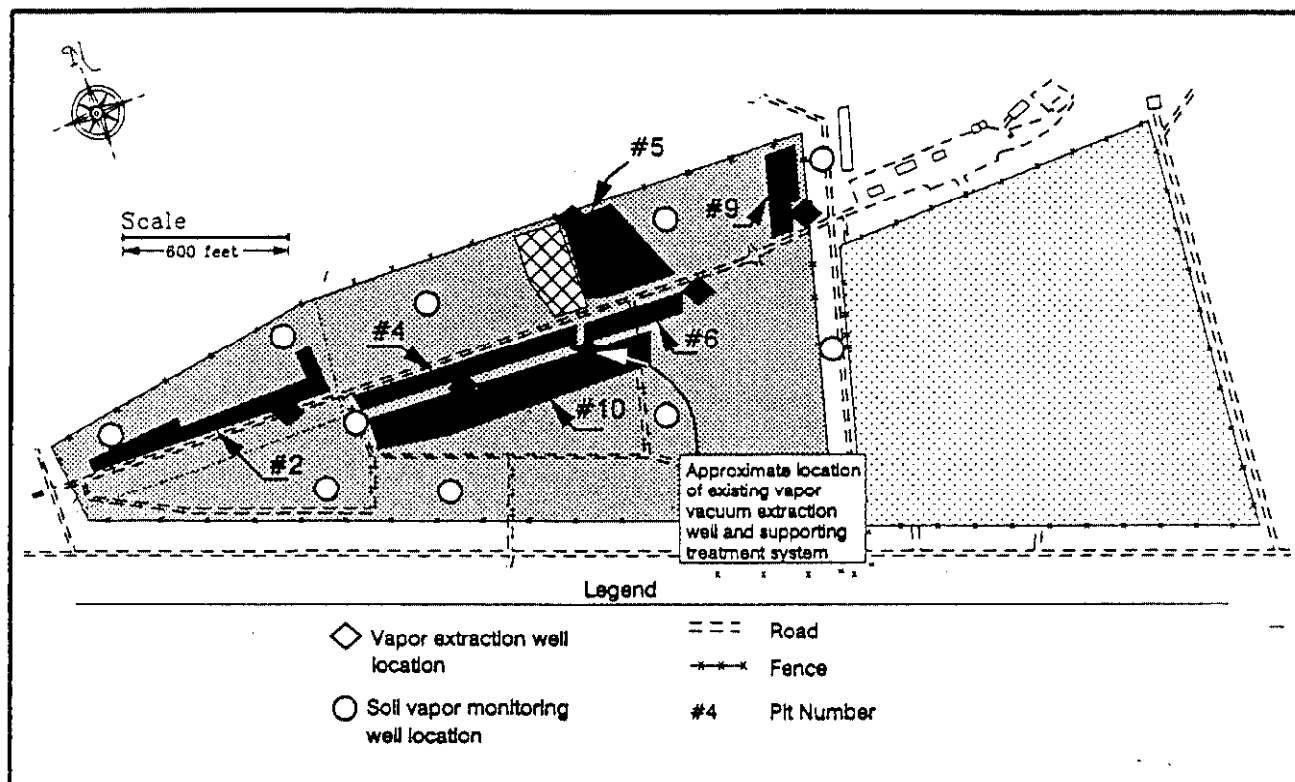 N
#5
#9
Scale
600 feet
#4
#6
#10
#2
Approximate location
of existing vapor
vacuum extraction
well and supporting
treatment system
Legend
Vapor extraction well
location
Road
Fence
Soil vapor monitoring
well location
#4 Pit Number